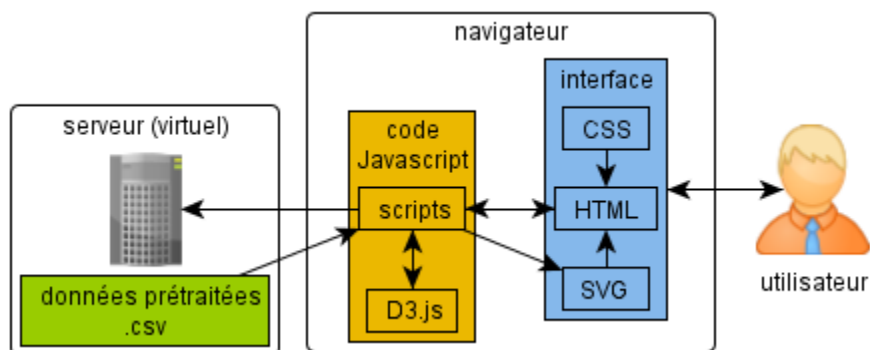 navigateur
interface
serveur (virtuel)
code
Javascript
CSS
scripts
HTML
données prétraitées
.csv
D3.js
SVG
utilisateur